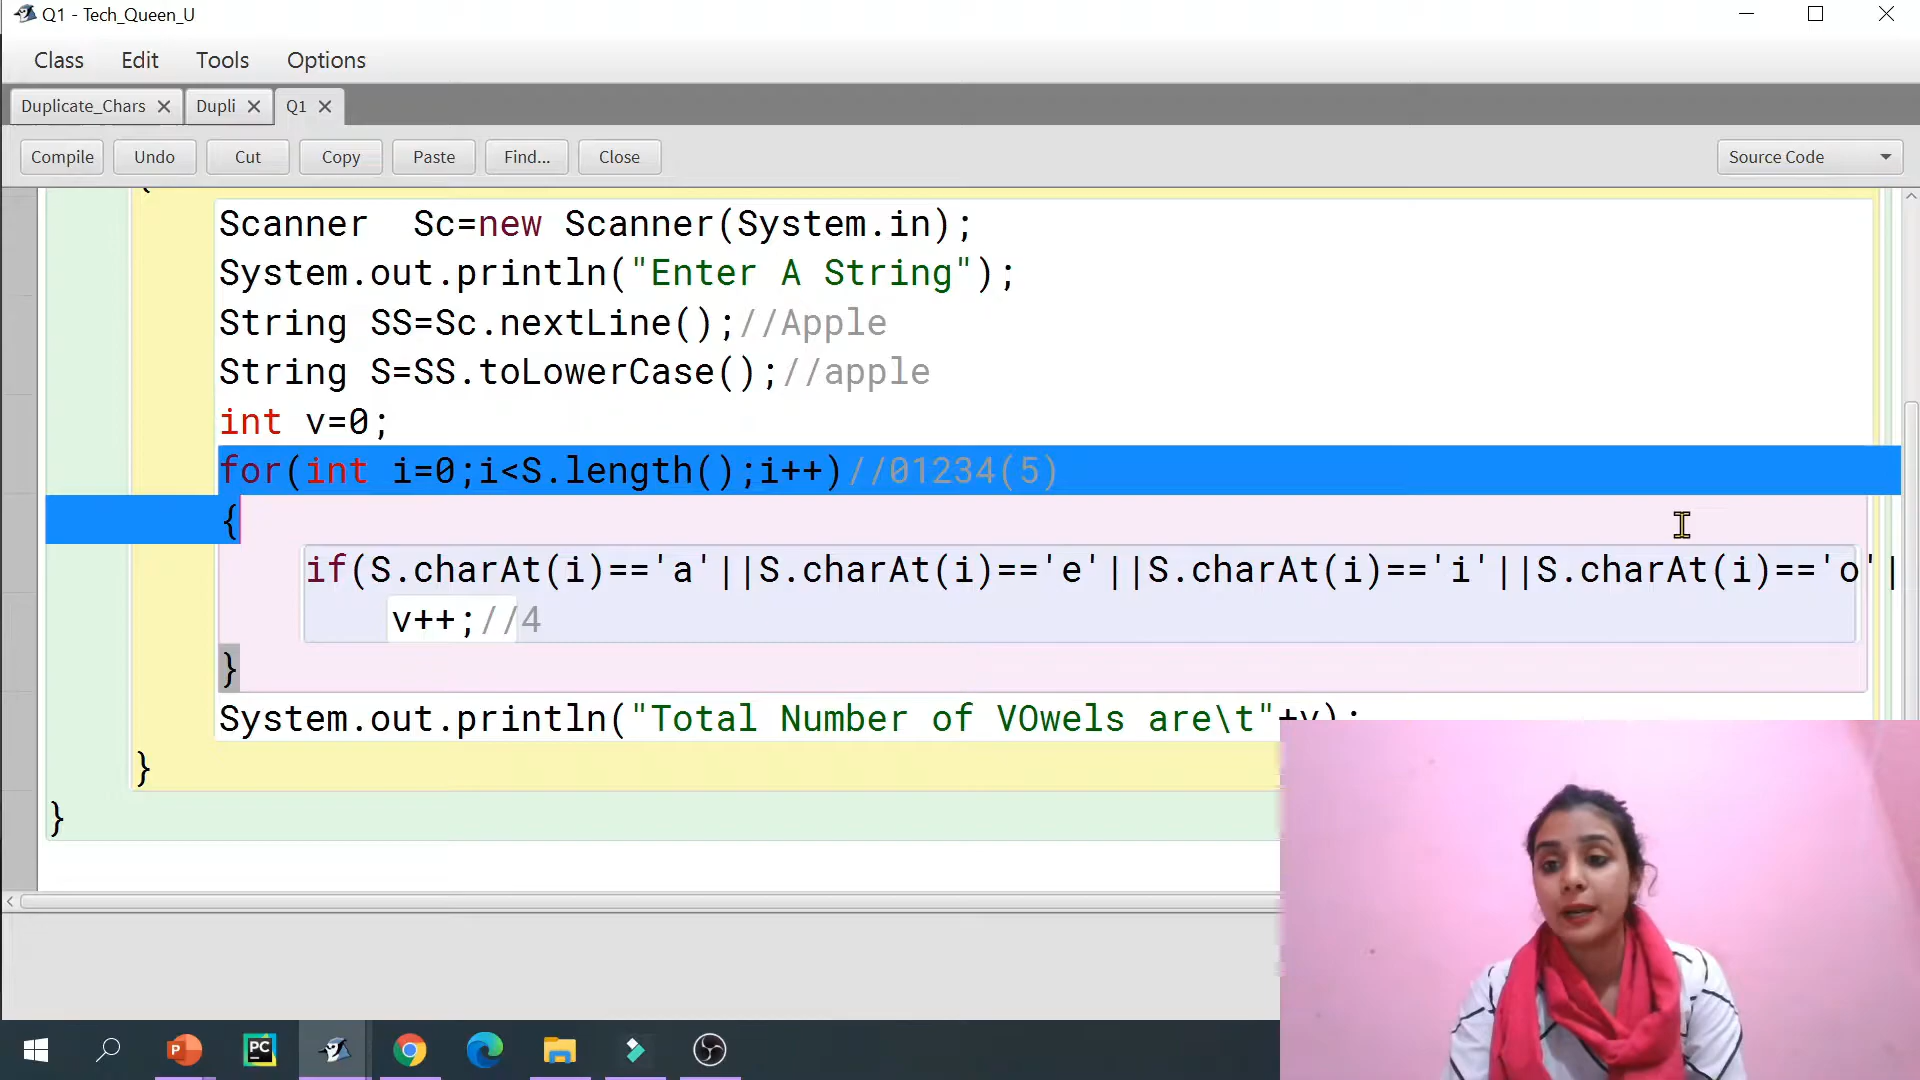 Q1 - Tech_Queen_U
Class Edit Tools Options
Duplicate_Chars Dupli Q1
Compile Undo Cut Copy Paste Find... Close Source Code
Scanner  Sc=new Scanner(System.in);
System.out.println("Enter A String");
String SS=Sc.nextLine();//Apple
String S=SS.toLowerCase();//apple
int v=0;
for(int i=0;i<S.length();i++)//01234(5)
{
if(S.charAt(i)=='a'||S.charAt(i)=='e'||S.charAt(i)=='i'||S.charAt(i)=='o'|
v++;//4
}
System.out.println("Total Number of VOwels are\t"+v);
}
}
P PC